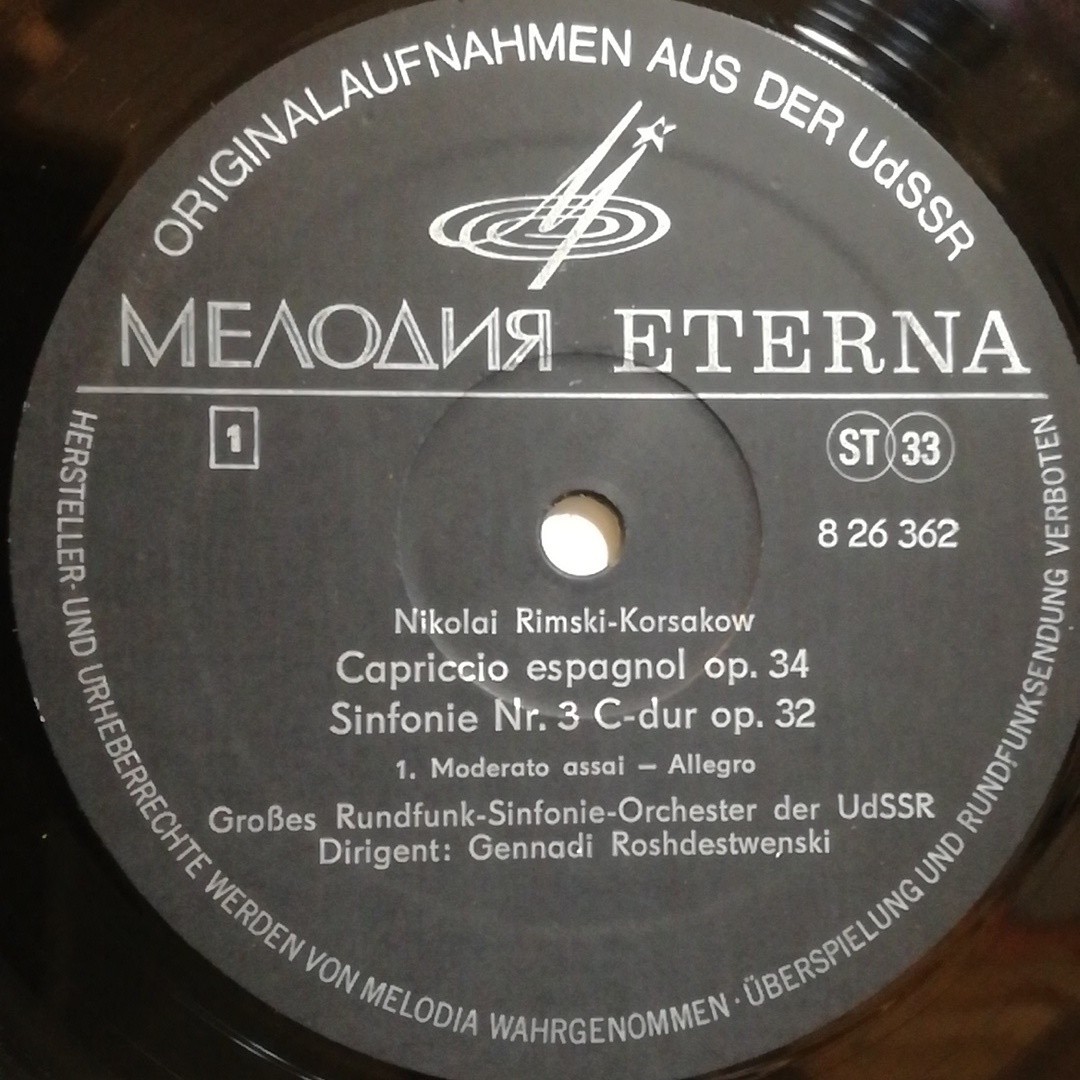 ORIGINALAUFNAHMEN AUS DER UdSSR
МЕЛОДИЯ ETERNA
1
ST 33
8 26 362
Nikolai Rimski-Korsakow
Capriccio espagnol op. 34
Sinfonie Nr. 3 C-dur op. 32
1. Moderato assai – Allegro
Großes Rundfunk-Sinfonie-Orchester der UdSSR
Dirigent: Gennadi Roshdestwenski
HERSTELLER- UND URHEBERRECHTE WERDEN VON MELODIA WAHRGENOMMEN · ÜBERSPIELUNG UND RUNDFUNKSENDUNG VERBOTEN